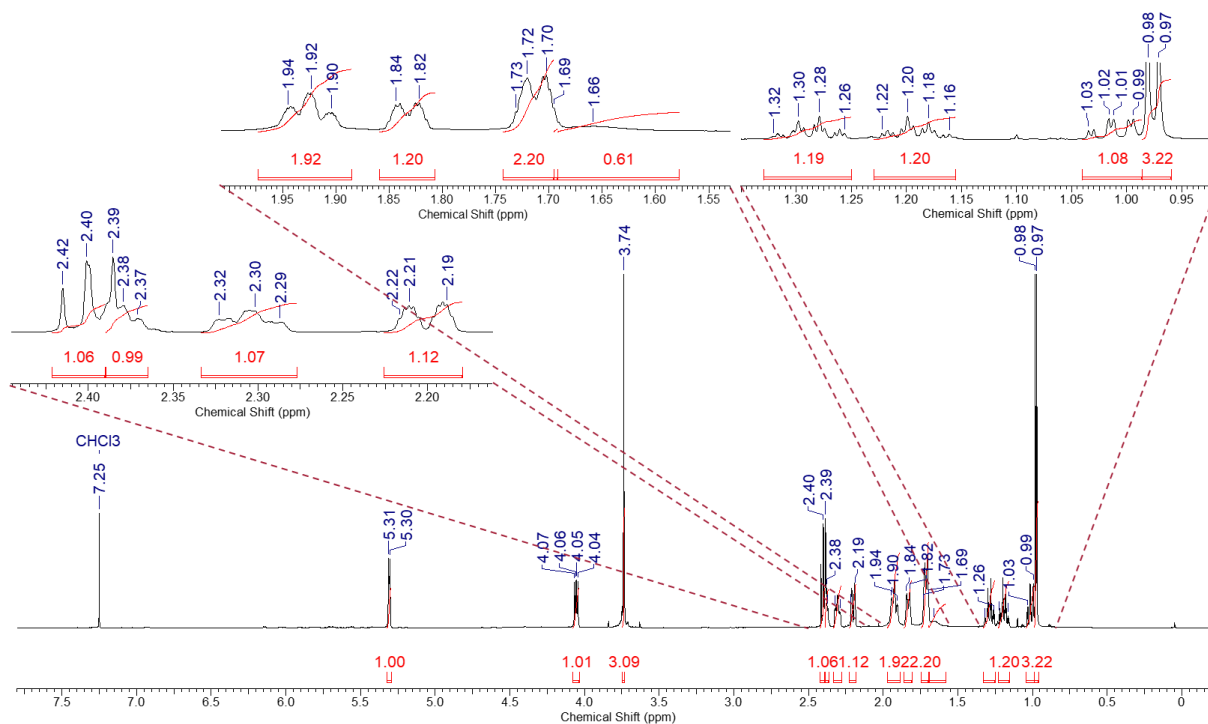 1.94 1.92 1.90 1.84 1.82 1.73 1.72 1.70 1.69 1.66
1.92 1.20 2.20 0.61
1.95 1.90 1.85 1.80 1.75 1.70 1.65 1.60 1.55
Chemical Shift (ppm)
1.32 1.30 1.28 1.26 1.22 1.20 1.18 1.16 1.03 1.02 1.01 0.99 0.98 0.97
1.19 1.20 1.08 3.22
1.30 1.25 1.20 1.15 1.10 1.05 1.00 0.95
Chemical Shift (ppm)
2.42 2.40 2.39 2.38 2.37 2.32 2.30 2.29 2.22 2.21 2.19
1.06 0.99 1.07 1.12
2.40 2.35 2.30 2.25 2.20
Chemical Shift (ppm)
CHCl3
7.25 5.31 5.30 4.07 4.06 4.05 4.04 3.74 2.40 2.39 2.38 2.19 1.94 1.90 1.84 1.82 1.73 1.69 1.26 1.03 0.99 0.98 0.97
1.00 1.01 3.09 1.06 1.12 1.92 2.20 1.20 3.22
7.5 7.0 6.5 6.0 5.5 5.0 4.5 4.0 3.5 3.0 2.5 2.0 1.5 1.0 0.5 0
Chemical Shift (ppm)